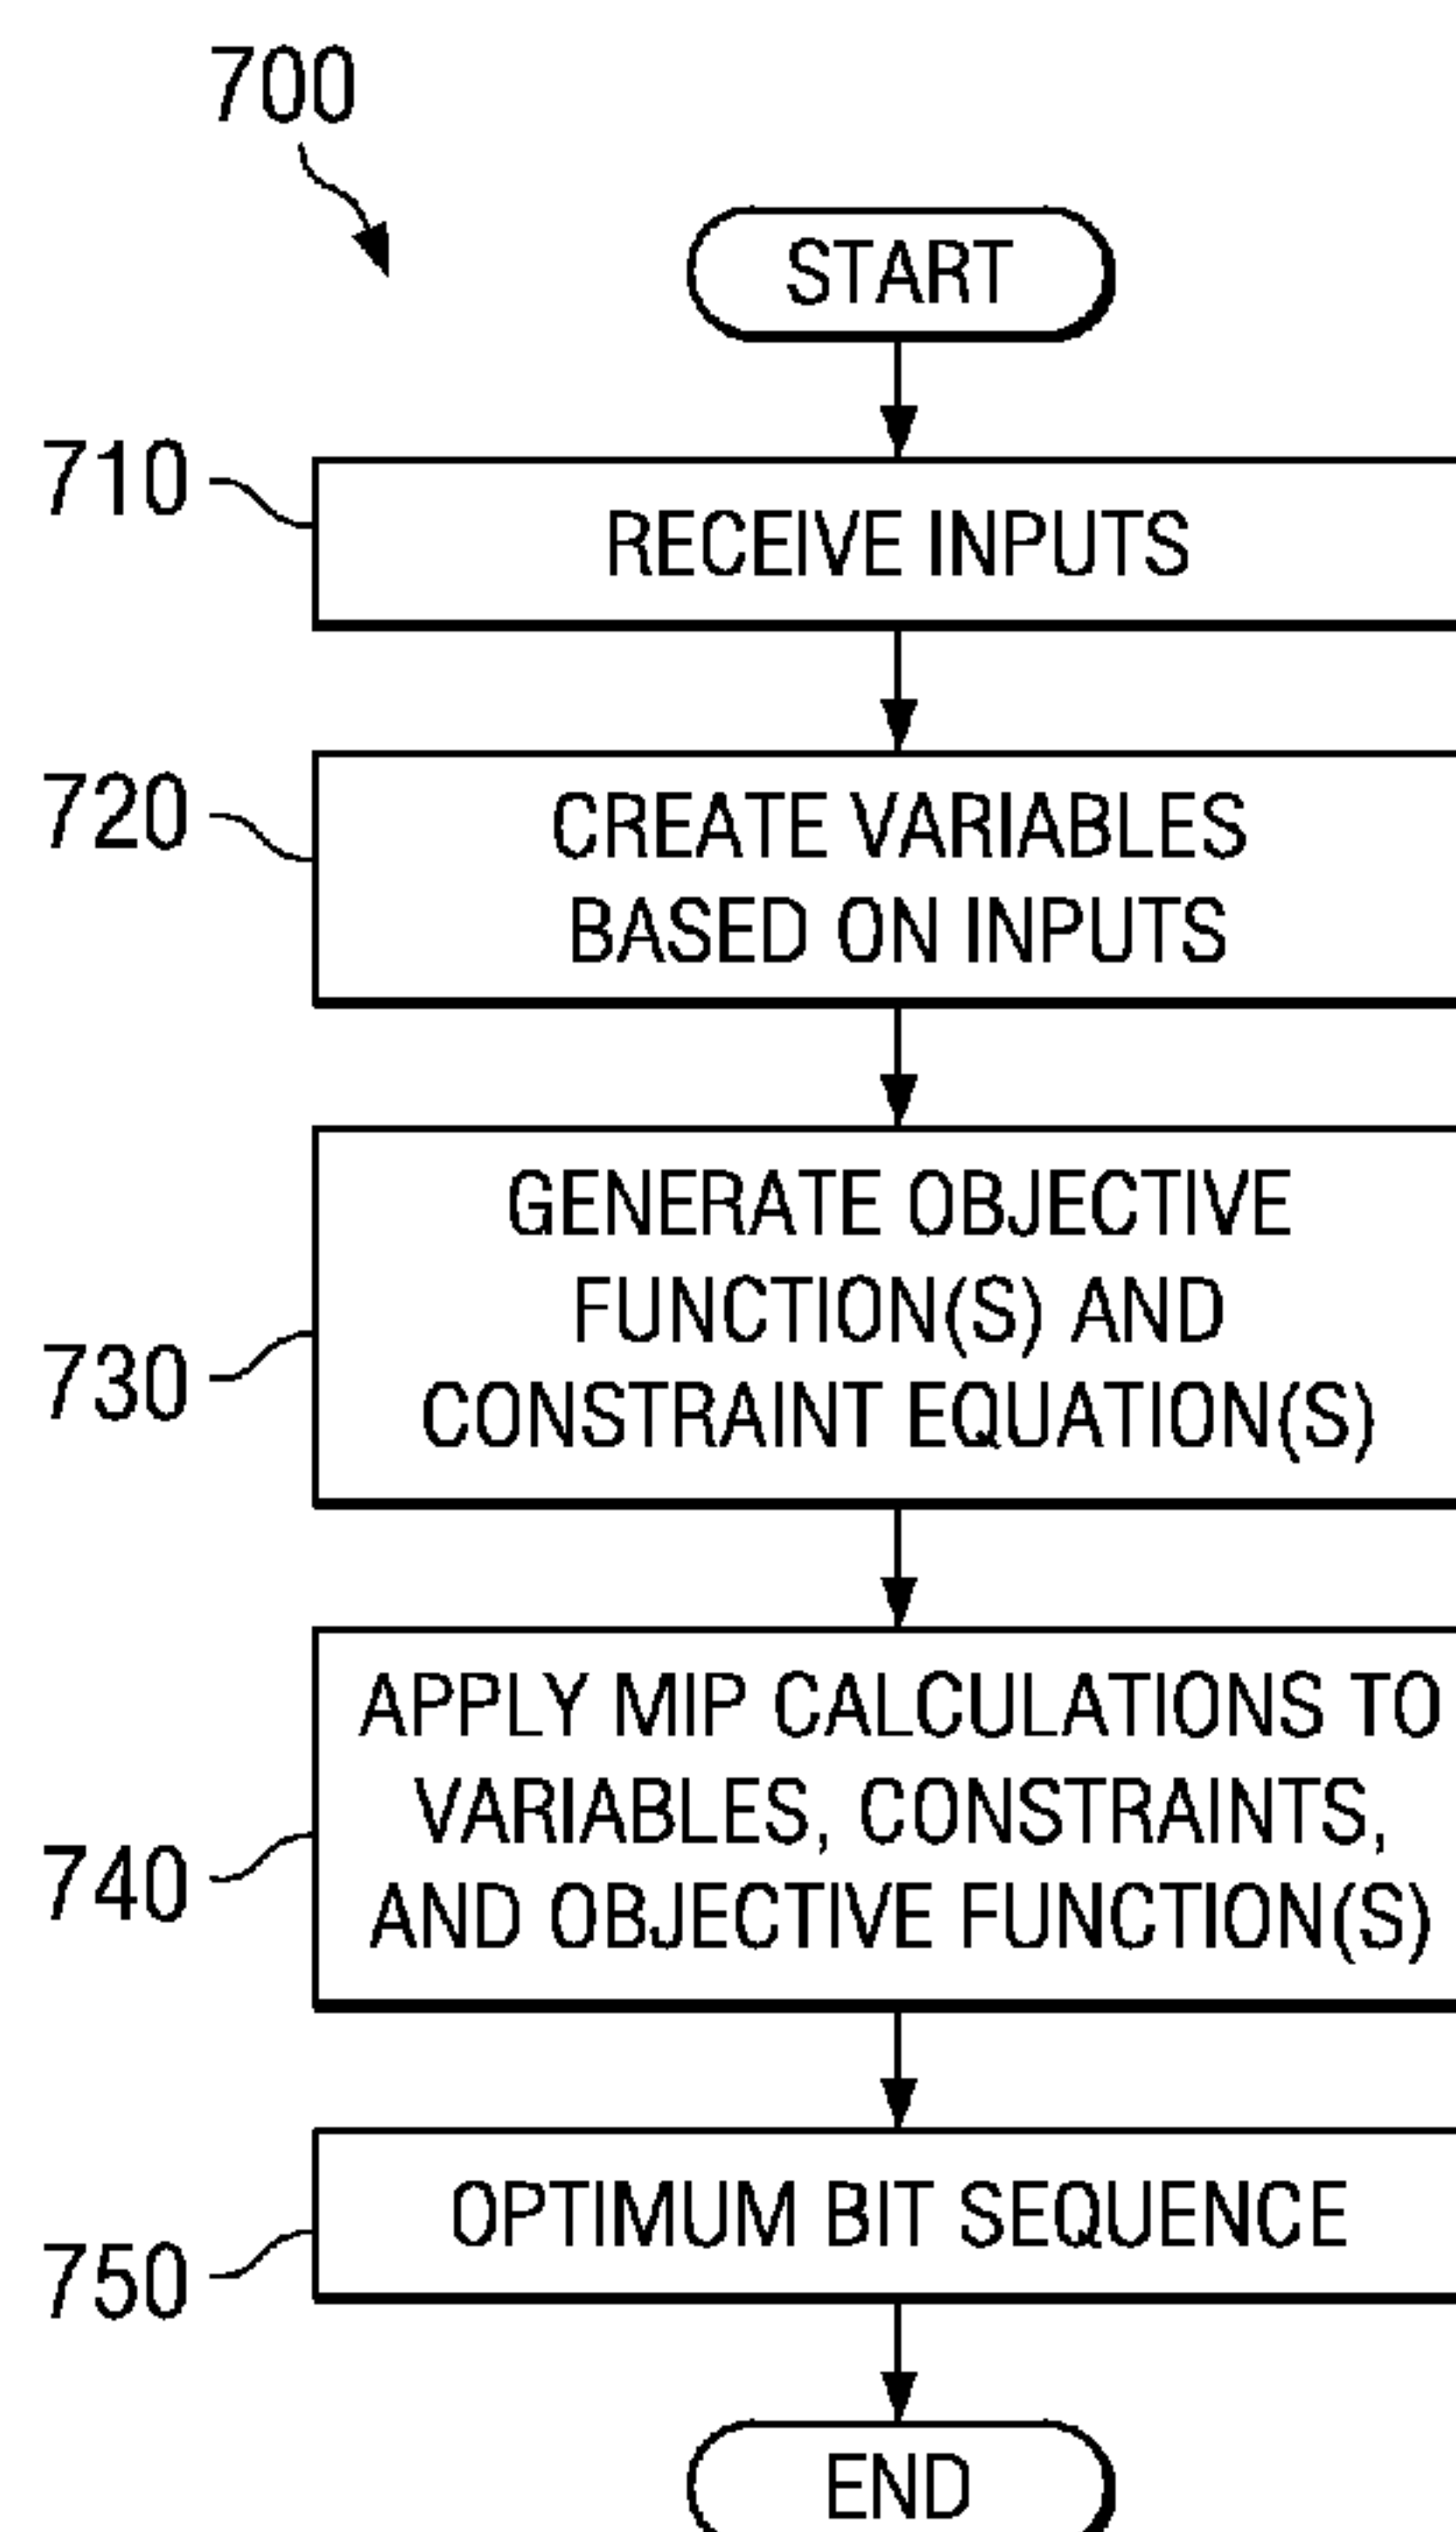 700
START
710
RECEIVE INPUTS
720
CREATE VARIABLES
BASED ON INPUTS
GENERATE OBJECTIVE
FUNCTION(S) AND
730
CONSTRAINT EQUATION(S)
APPLY MIP CALCULATIONS TO
VARIABLES, CONSTRAINTS,
740
AND OBJECTIVE FUNCTION(S)
OPTIMUM BIT SEQUENCE
750
END